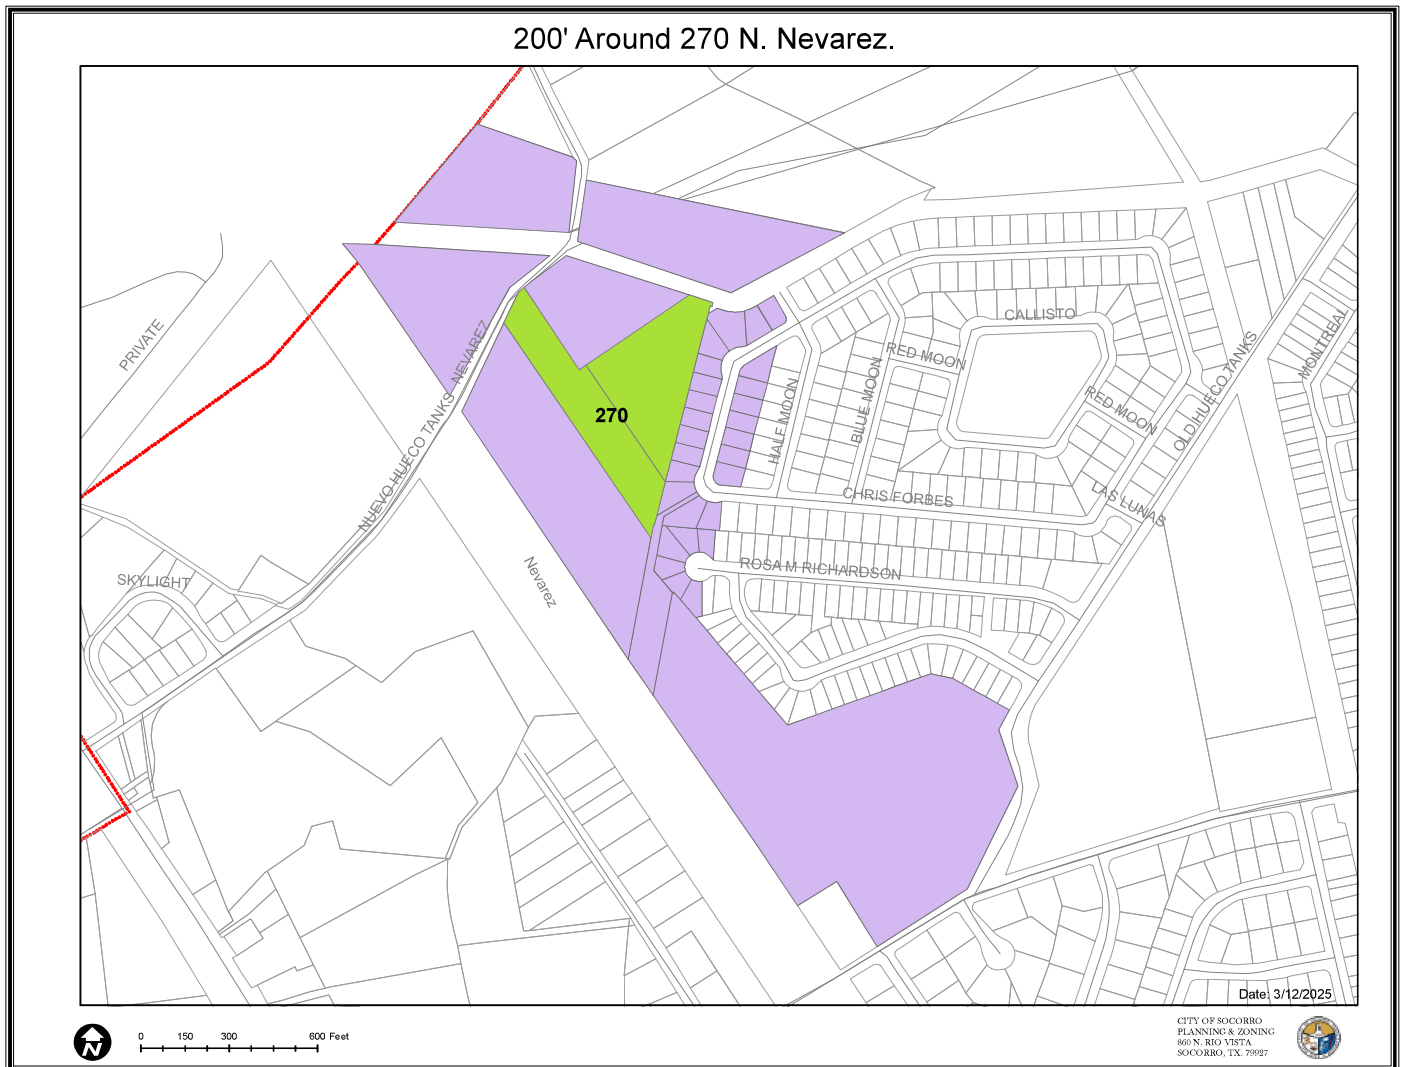 200' Around 270 N. Nevarez.
PRIVATE
NEVAREZ
NUEVO HUECO TANKS
270
CALLISTO
RED MOON
BLUE MOON
HALE MOON
RED MOON
OLD HUECO TANKS
MONTREAL
CHRIS FORBES
LAS LUNAS
ROSA M RICHARDSON
SKYLIGHT
Nevarez
Date: 3/12/2025
N
0 150 300 600 Feet
CITY OF SOCORRO
PLANNING & ZONING
860 N. RIO VISTA
SOCORRO, TX. 79927